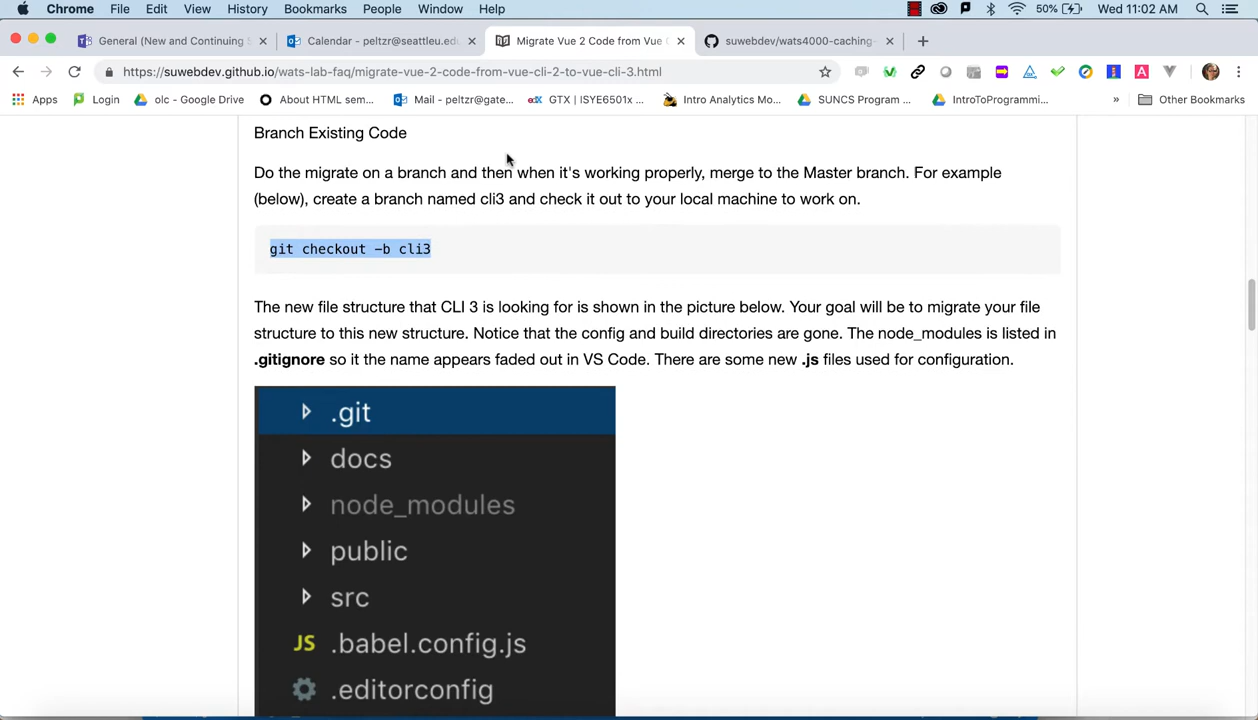 Chrome File Edit View History Bookmarks People Window Help 50% Wed 11:02 AM
General (New and Continuing S
Calendar - peltzr@seattleu.ed
Migrate Vue 2 Code from Vue C
suwebdev/wats4000-caching-
https://suwebdev.github.io/wats-lab-faq/migrate-vue-2-code-from-vue-cli-2-to-vue-cli-3.html
Apps Login olc - Google Drive About HTML sem... Mail - peltzr@gate... GTX | ISYE6501x ... Intro Analytics Mo... SUNCS Program ... IntroToProgrammi... » Other Bookmarks
Branch Existing Code
Do the migrate on a branch and then when it's working properly, merge to the Master branch. For example
(below), create a branch named cli3 and check it out to your local machine to work on.
git checkout -b cli3
The new file structure that CLI 3 is looking for is shown in the picture below. Your goal will be to migrate your file
structure to this new structure. Notice that the config and build directories are gone. The node_modules is listed in
.gitignore so it the name appears faded out in VS Code. There are some new .js files used for configuration.
.git
docs
node_modules
public
src
JS .babel.config.js
.editorconfig